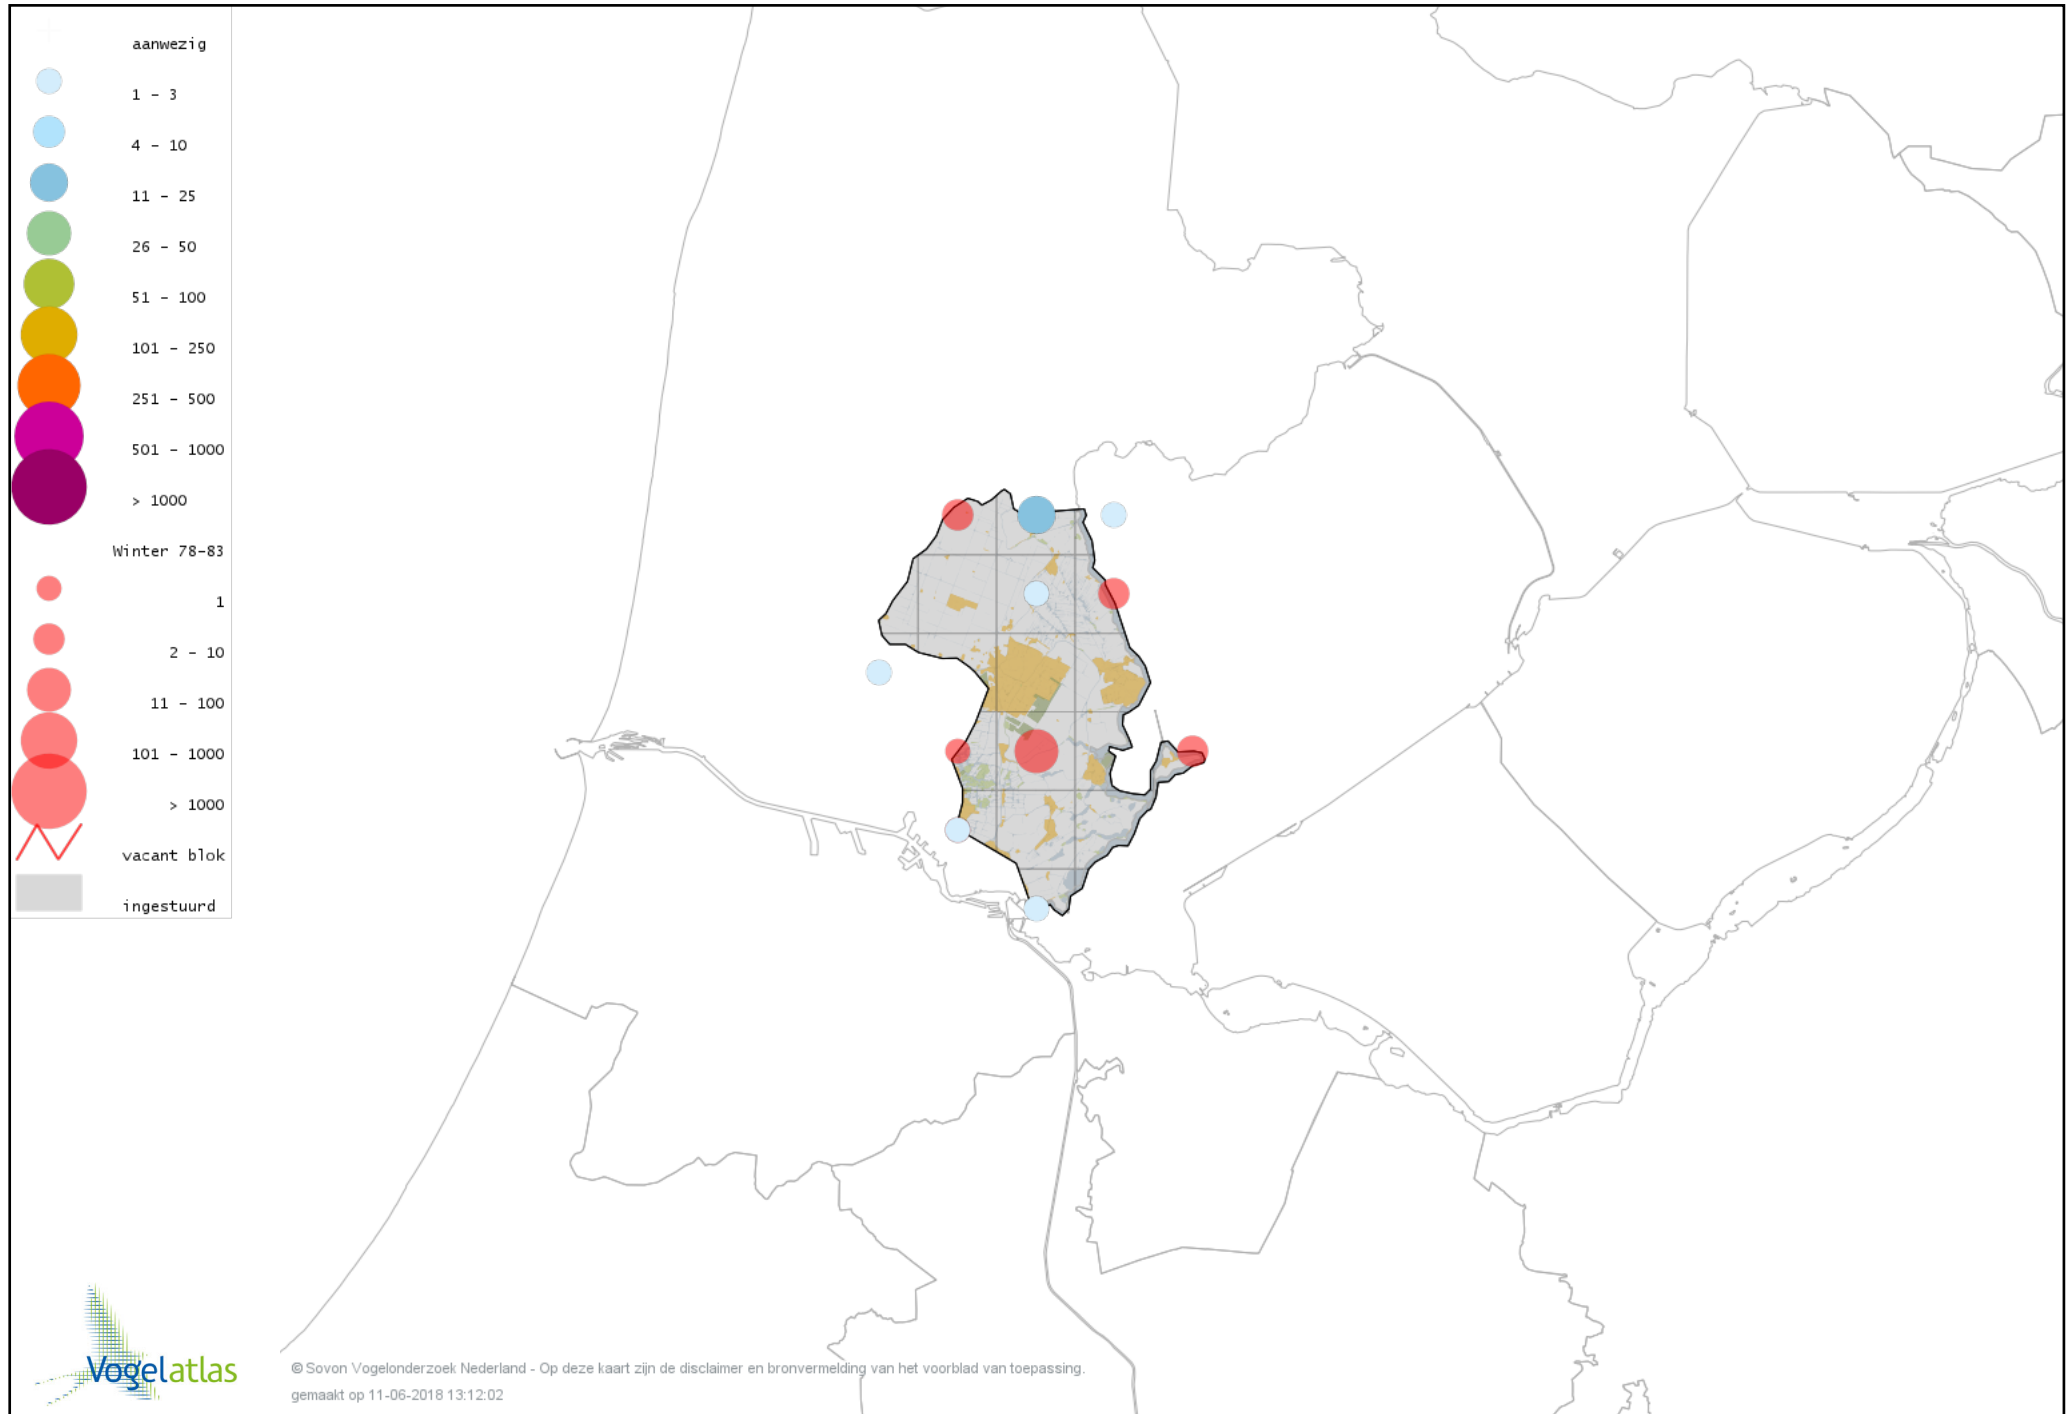 aanwezig
1 - 3
4 - 10
11 - 25
26 - 50
51 - 100
101 - 250
251 - 500
501 - 1000
> 1000
Winter 78-83
1
2 - 10
11 - 100
101 - 1000
> 1000
vacant blok
ingestuurd
Vogelatlas
© Sovon Vogelonderzoek Nederland - Op deze kaart zijn de disclaimer en bronvermelding van het voorblad van toepassing.
gemaakt op 11-06-2018 13:12:02